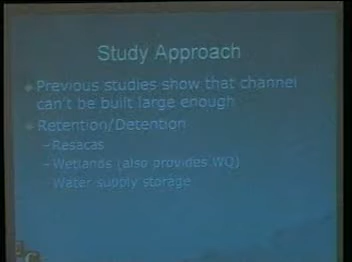 Study Approach
Previous studies show that channel
can't be built large enough
Retention/Detention
-Resacas
-Wetlands (also provides WQ)
Water supply storage